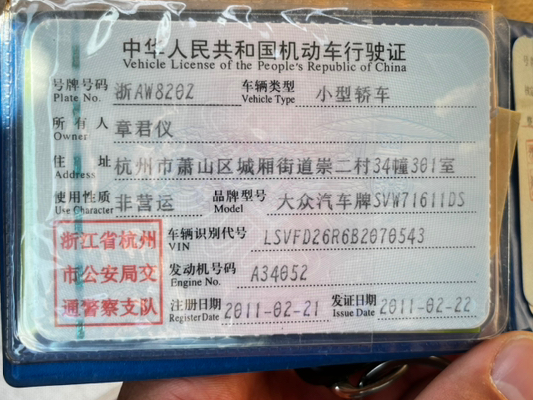 中华人民共和国机动车行驶证
Vehicle License of the People's Republic of China
号牌号码 浙AW8202 车辆类型 小型轿车
Plate No. Vehicle Type
所有人 章君仪
Owner
住址 杭州市萧山区城厢街道崇二村34幢301室
Address
使用性质 非营运 品牌型号 大众汽车牌SVW71611DS
Use Character Model
浙江省杭州
市公安局交
通警察支队
车辆识别代号 LSVFD26R6B2070543
VIN
发动机号码 A34052
Engine No.
注册日期 2011-02-21 发证日期 2011-02-22
Register Date Issue Date